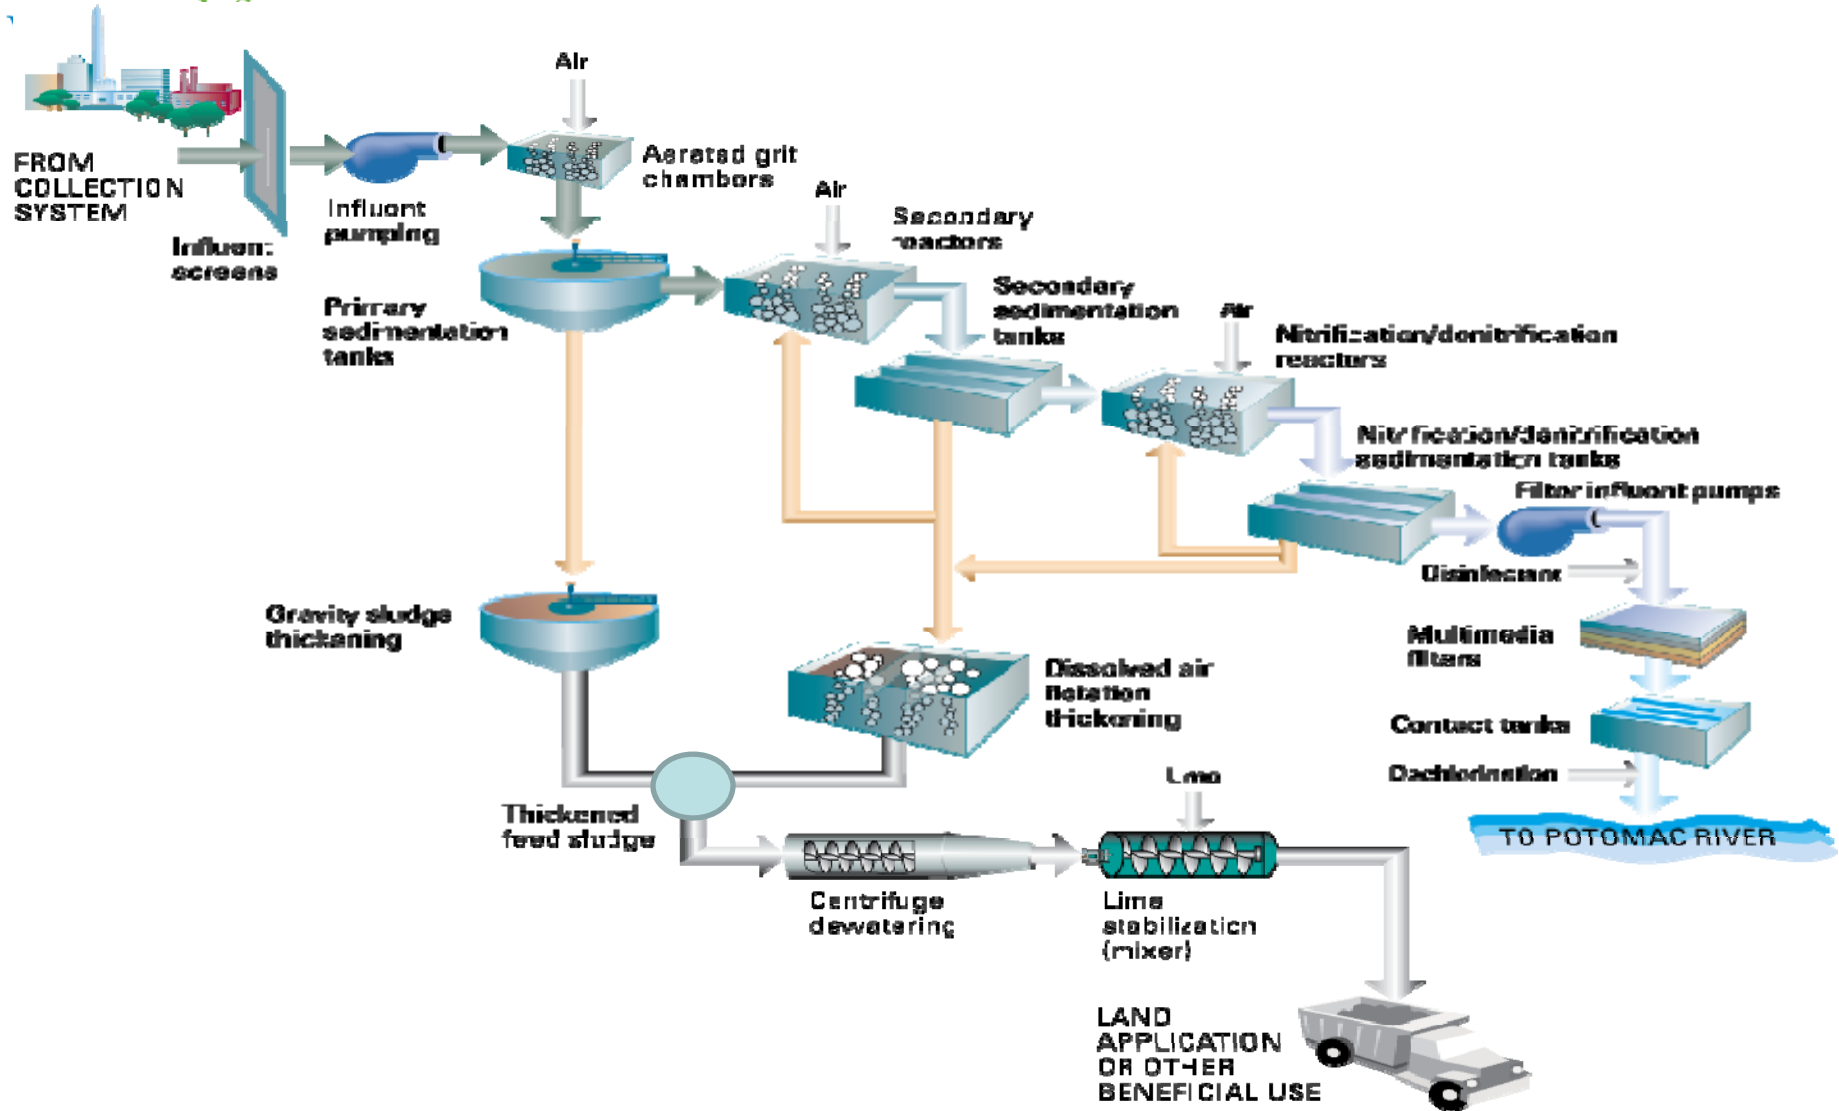 FROM
COLLECTION
SYSTEM
Influent
screens
Influent
pumping
Air
Aerated grit
chambers
Primary
sedimentation
tanks
Air
Secondary
reactors
Secondary
sedimentation
tanks
Air
Nitrification/denitrification
reactors
Nitrification/denitrification
sedimentation tanks
Filter influent pumps
Disinfectant
Multimedia
filters
Contact tanks
Dechlorination
TO POTOMAC RIVER
Gravity sludge
thickening
Dissolved air
flotation
thickening
Thickened
feed sludge
Centrifuge
dewatering
Lime
Lime
stabilization
(mixer)
LAND
APPLICATION
OR OTHER
BENEFICIAL USE